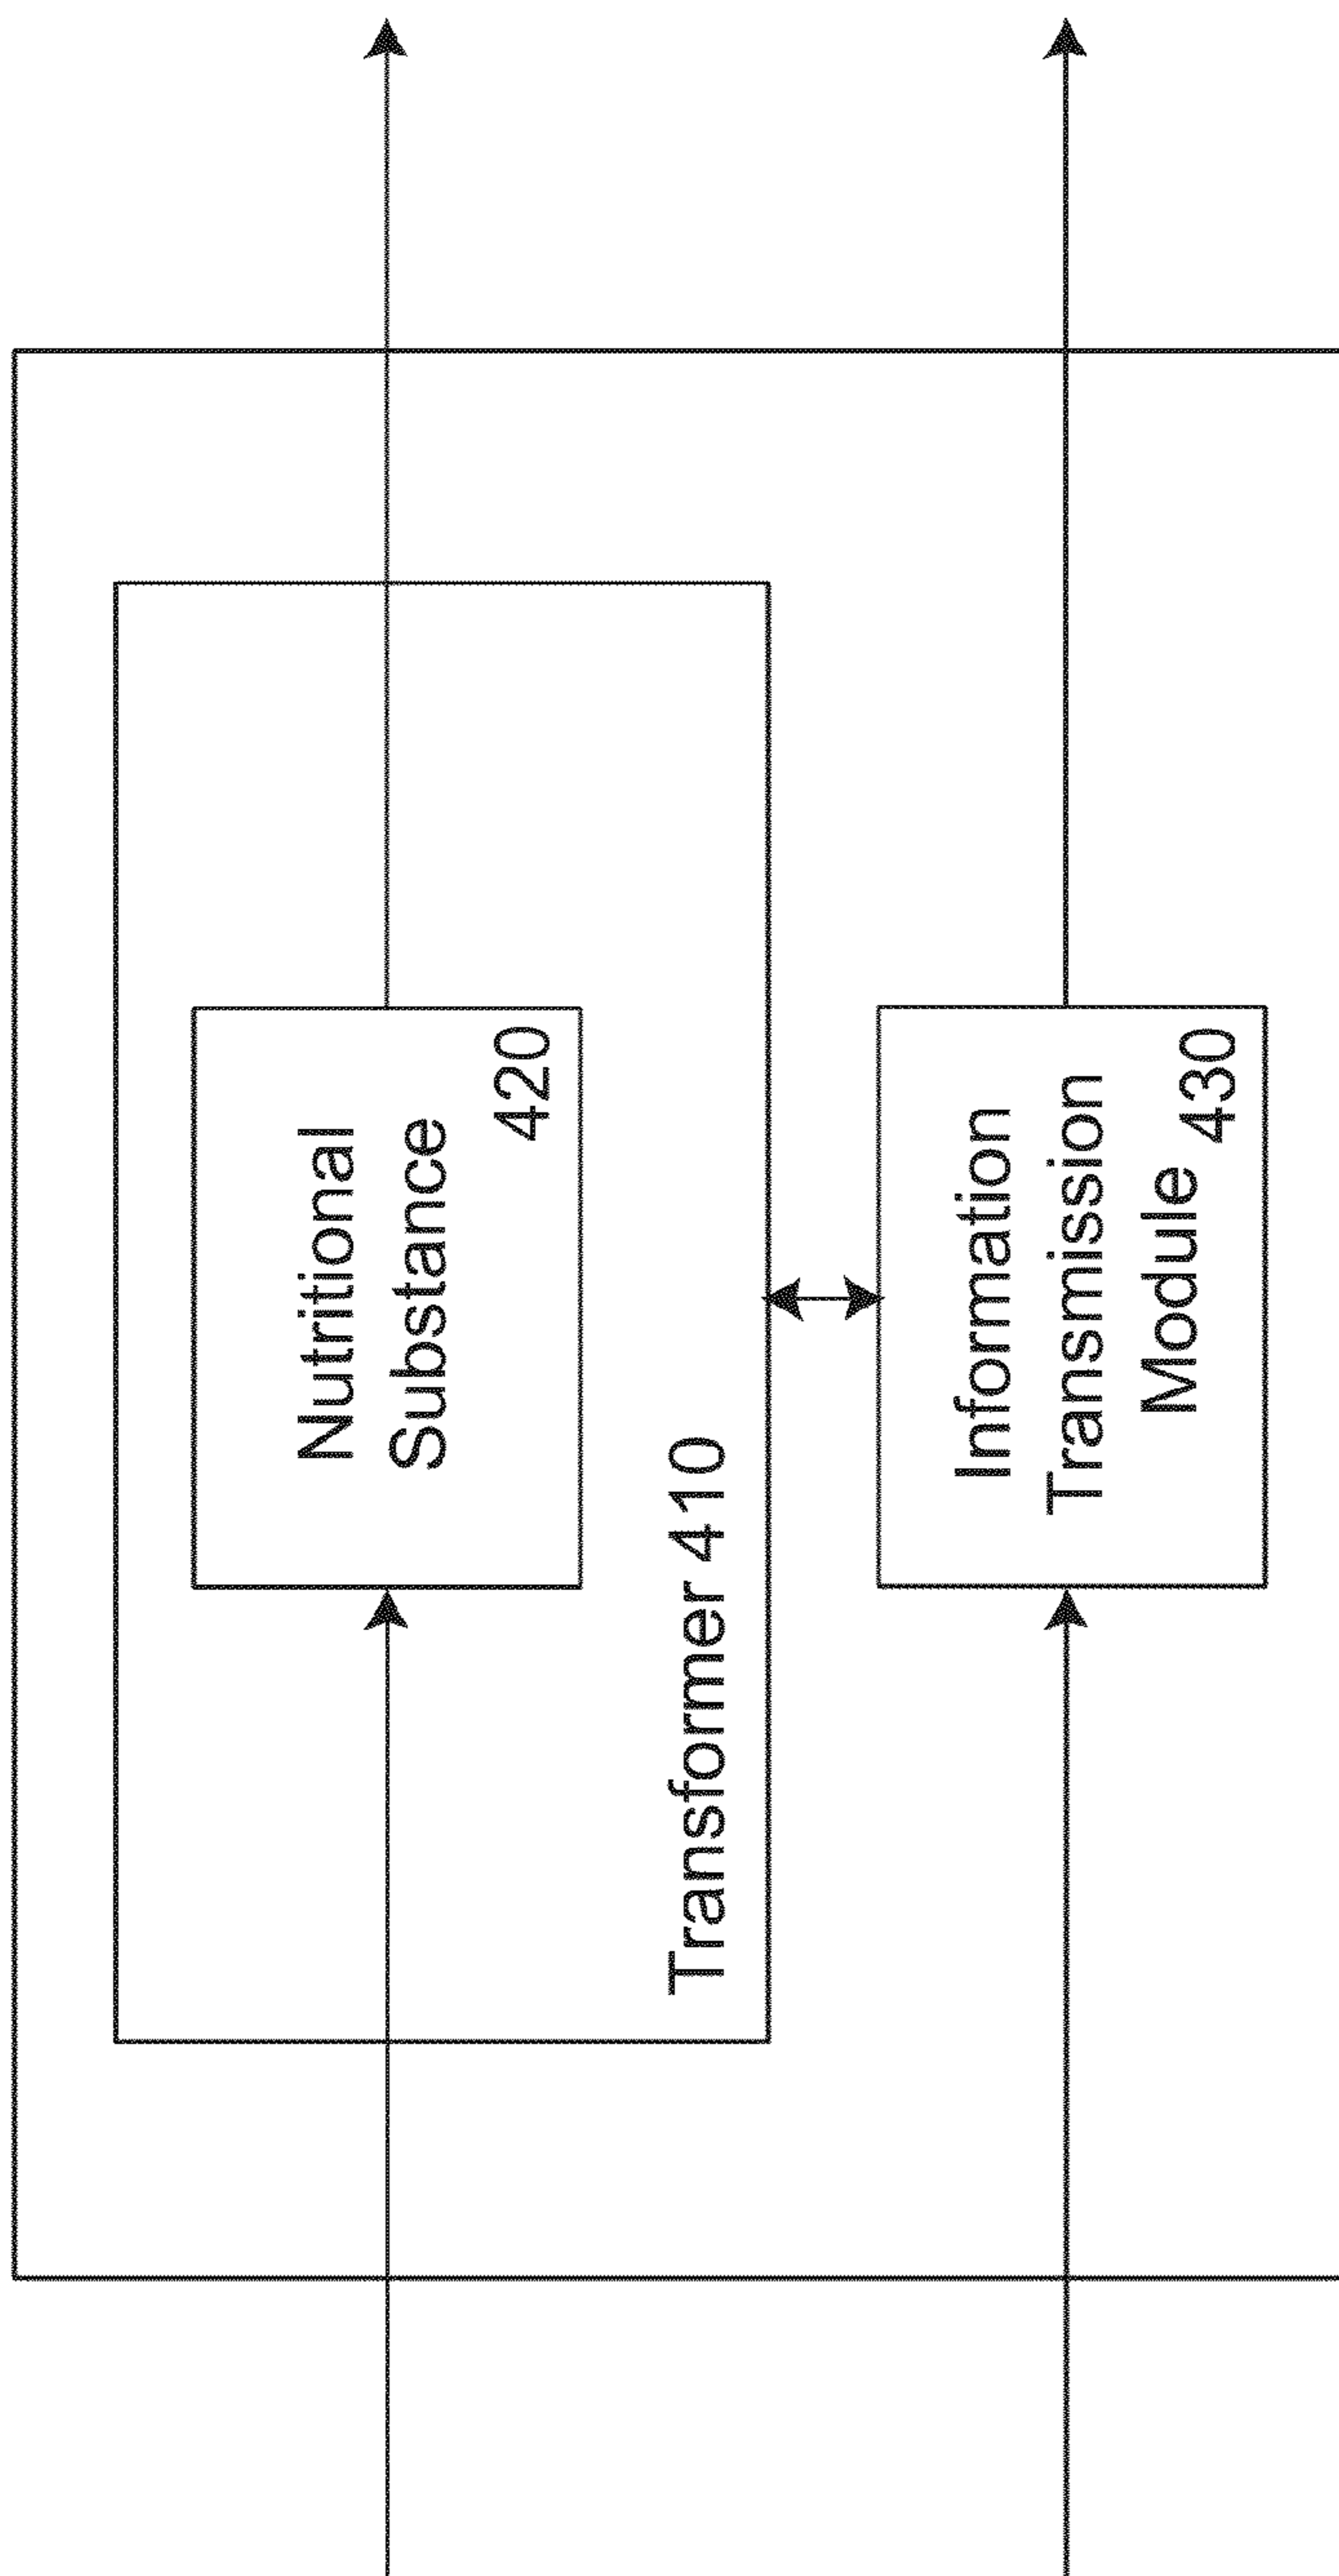 Nutritional
Substance
420
Transformer 410
Information
Transmission
Module 430